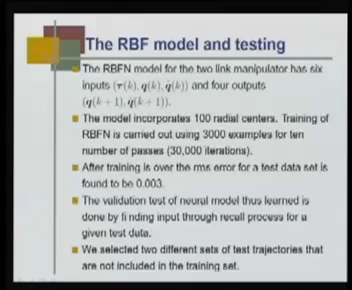 The RBF model and testing
The RBFN model for the two link manipulator has six
inputs (τ(k), q(k), q̇(k)) and four outputs
(q(k + 1), q̇(k + 1)).
The model incorporates 100 radial centers. Training of
RBFN is carried out using 3000 examples for ten
number of passes (30,000 iterations).
After training is over the rms error for a test data set is
found to be 0.003.
The validation test of neural model thus learned is
done by finding input through recall process for a
given test data.
We selected two different sets of test trajectories that
are not included in the training set.